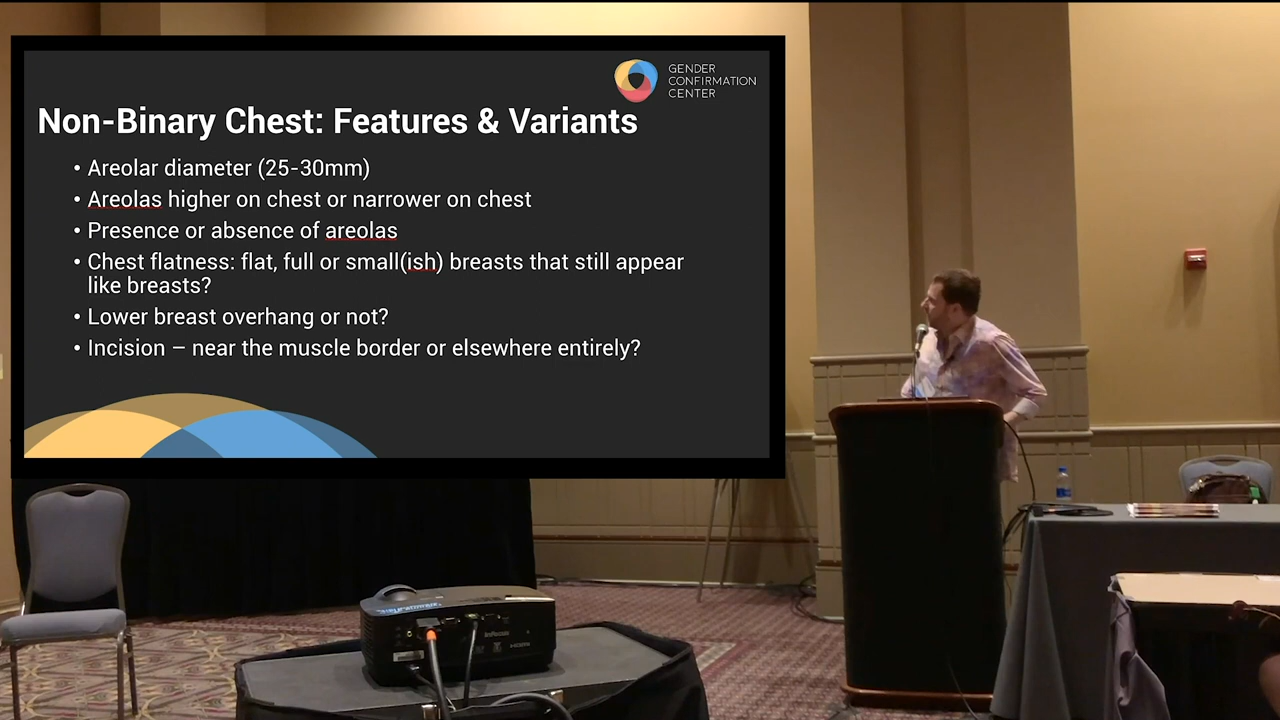 GENDER
CONFIRMATION
CENTER
Non-Binary Chest: Features & Variants
• Areolar diameter (25-30mm)
• Areolas higher on chest or narrower on chest
• Presence or absence of areolas
• Chest flatness: flat, full or small(ish) breasts that still appear
like breasts?
• Lower breast overhang or not?
• Incision – near the muscle border or elsewhere entirely?